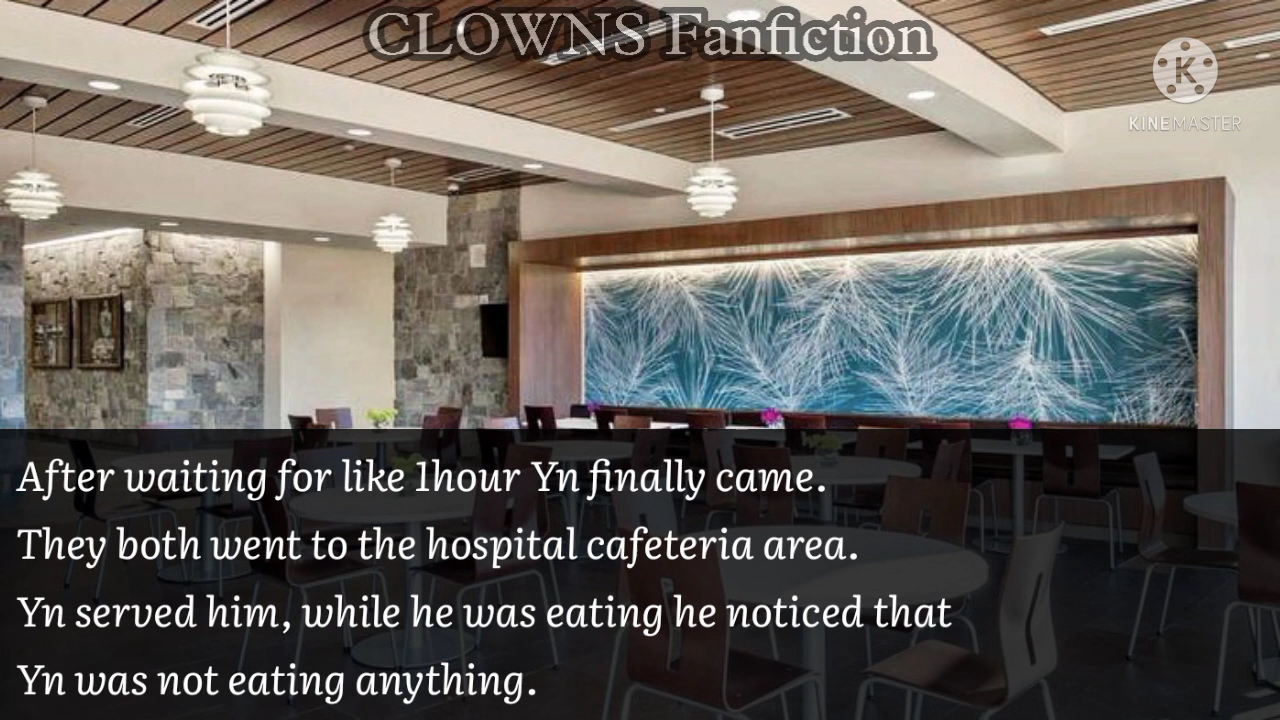 CLOWNS Fanfiction
K
KINEMASTER
After waiting for like 1hour Yn finally came.
They both went to the hospital cafeteria area.
Yn served him, while he was eating he noticed that
Yn was not eating anything.